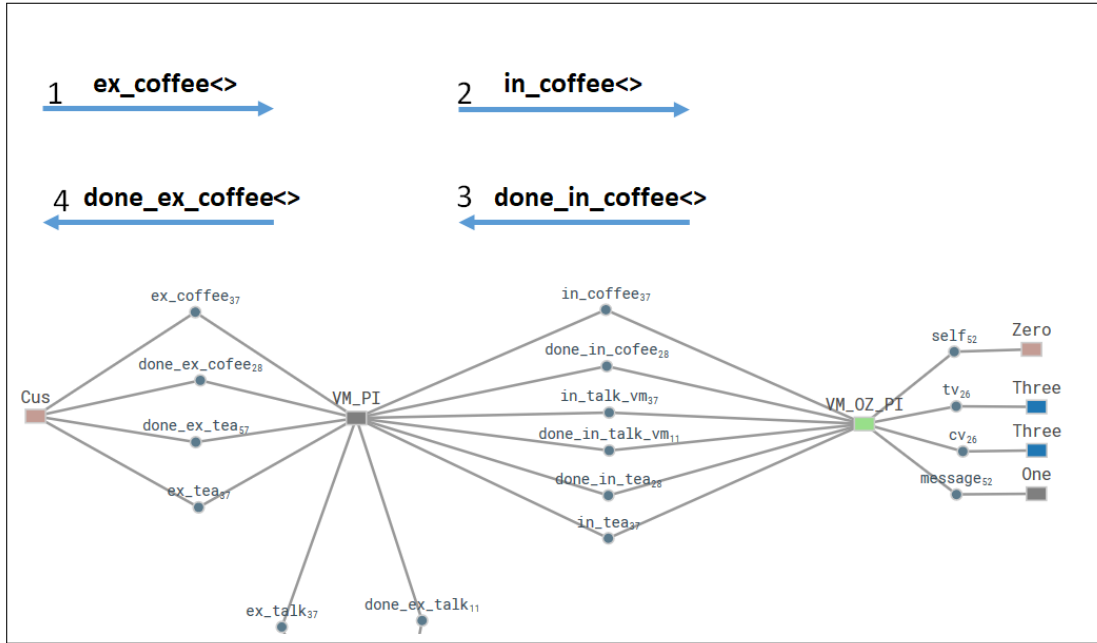 1 ex_coffee<>
2 in_coffee<>
4 done_ex_coffee<>
3 done_in_coffee<>
ex_coffee₃₇
in_coffee₃₇
self₅₂
Zero
done_ex_cofee₂₈
done_in_cofee₂₈
Cus
VM_PI
in_talk_vm₃₇
VM_OZ_PI
tv₂₆
Three
done_ex_tea₅₇
done_in_talk_vm₁₁
cv₂₆
Three
ex_tea₃₇
done_in_tea₂₈
message₅₂
One
in_tea₃₇
ex_talk₃₇
done_ex_talk₁₁